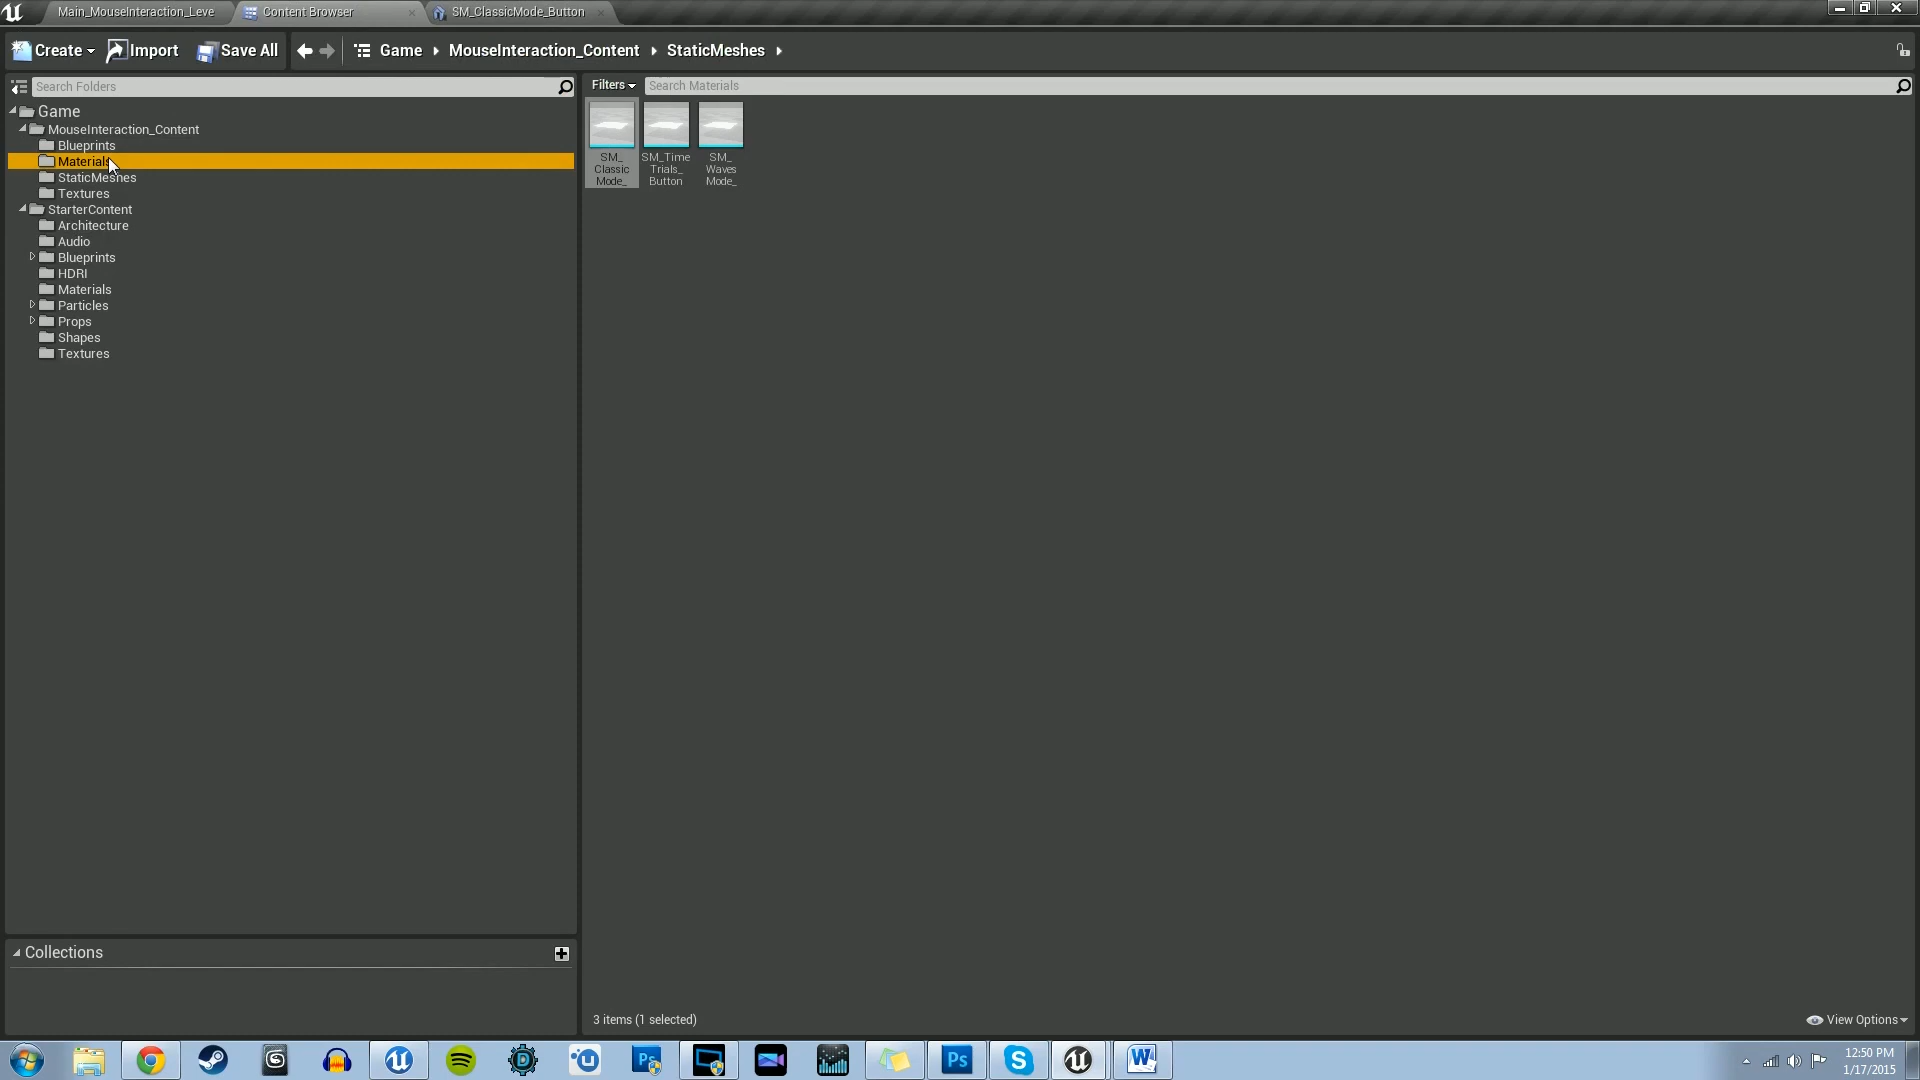 Main_MouseInteraction_Leve
Content Browser
SM_ClassicMode_Button
Create
Import
Save All
Game
MouseInteraction_Content
StaticMeshes
Search Folders
Filters
Search Materials
Game
MouseInteraction_Content
Blueprints
Materials
StaticMeshes
Textures
StarterContent
Architecture
Audio
Blueprints
HDRI
Materials
Particles
Props
Shapes
Textures
SM_
Classic
Mode_
SM_Time
Trials_
Button
SM_
Waves
Mode_
Collections
3 items (1 selected)
View Options
Ps
Ps
W
12:50 PM
1/17/2015